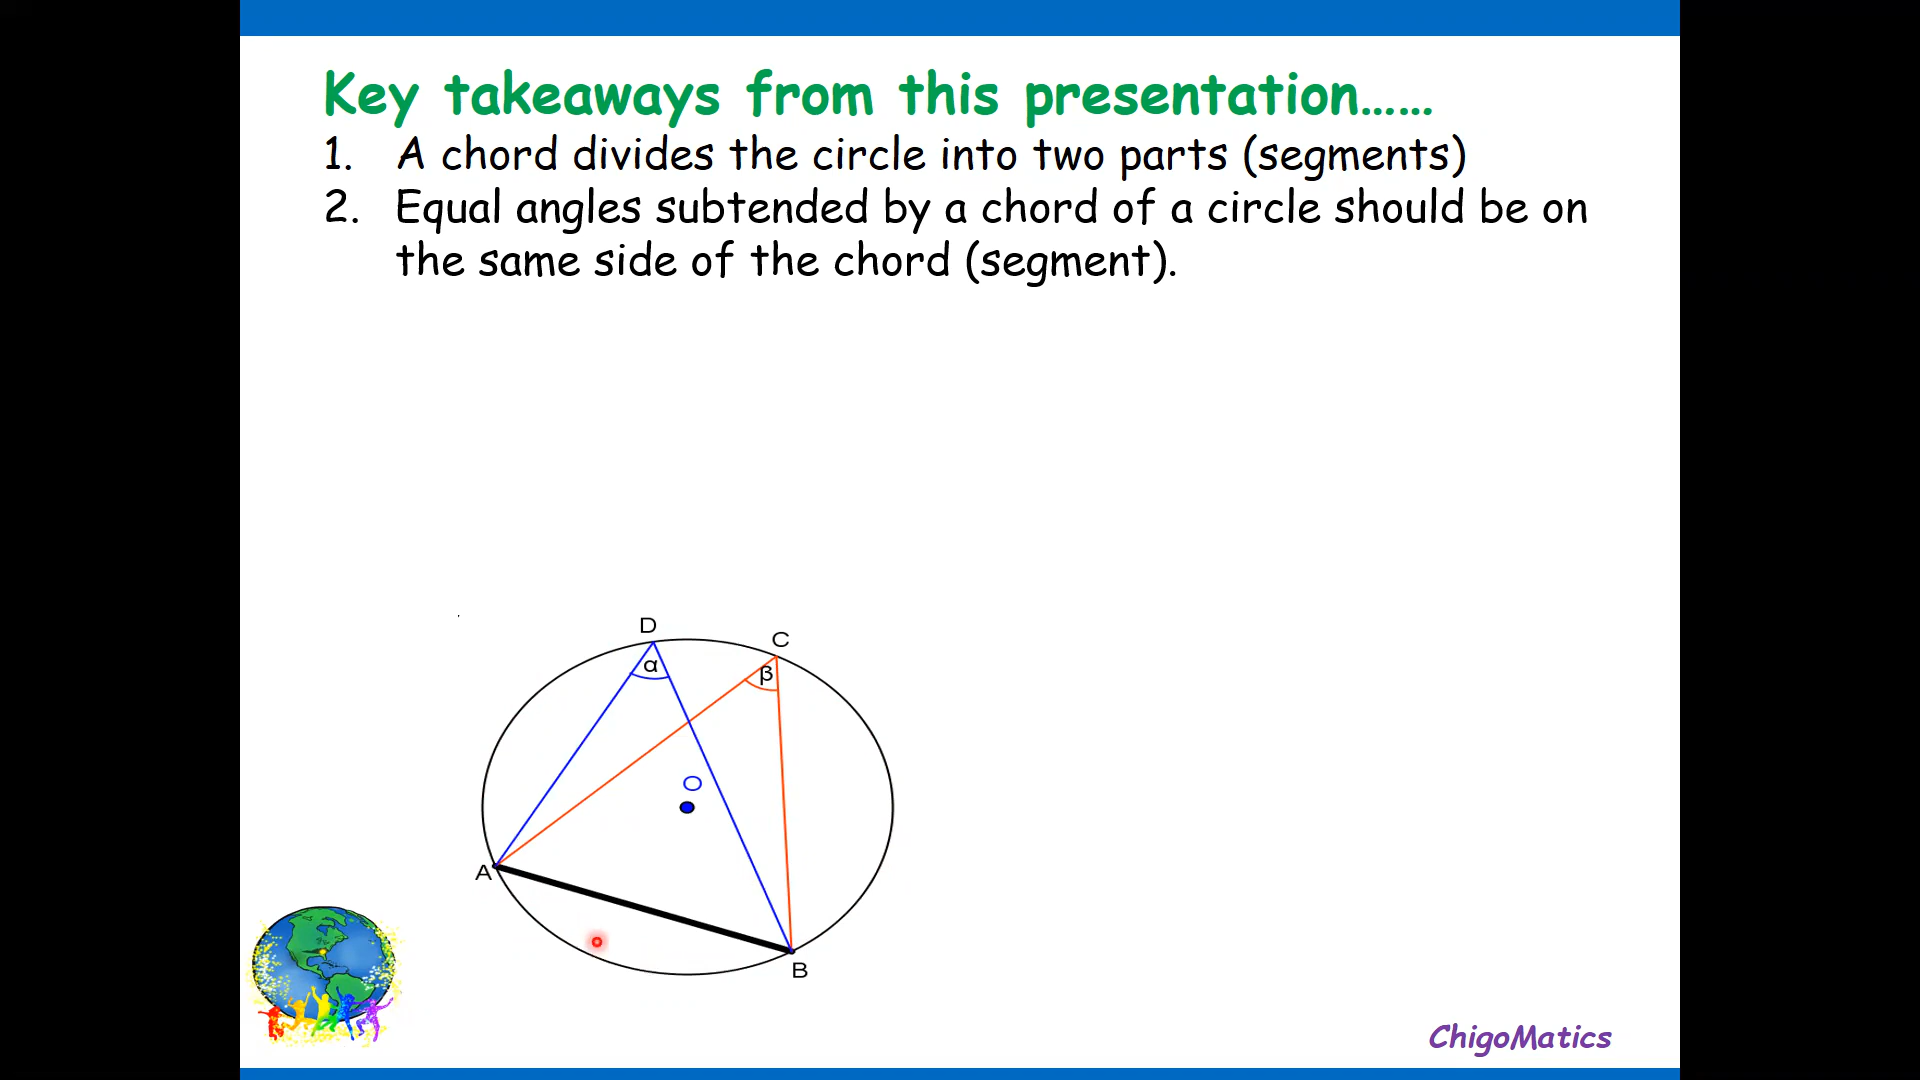 Key takeaways from this presentation......
1. A chord divides the circle into two parts (segments)
2. Equal angles subtended by a chord of a circle should be on
the same side of the chord (segment).
D
C
α
β
O
A
B
ChigoMatics